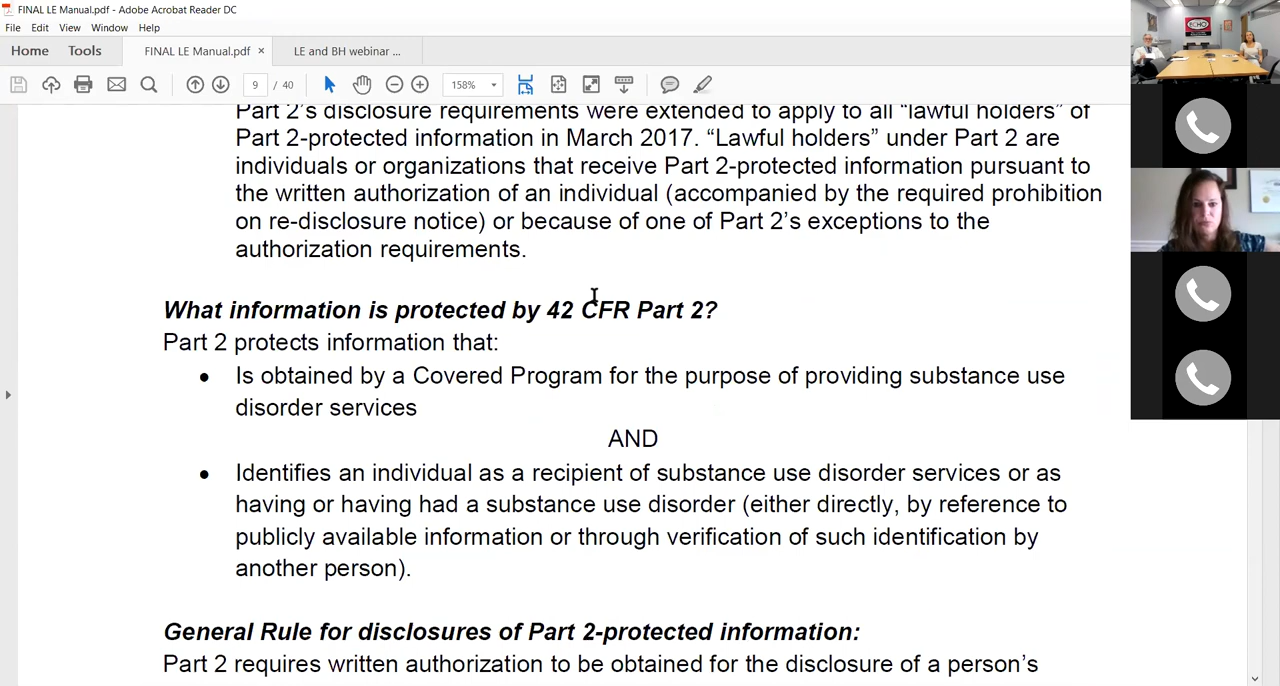 FINAL LE Manual.pdf - Adobe Acrobat Reader DC
File Edit View Window Help
Home Tools FINAL LE Manual.pdf × LE and BH webinar ...
9 / 40 158%
ECHO
Part 2’s disclosure requirements were extended to apply to all “lawful holders” of
Part 2-protected information in March 2017. “Lawful holders” under Part 2 are
individuals or organizations that receive Part 2-protected information pursuant to
the written authorization of an individual (accompanied by the required prohibition
on re-disclosure notice) or because of one of Part 2’s exceptions to the
authorization requirements.
What information is protected by 42 CFR Part 2?
Part 2 protects information that:
• Is obtained by a Covered Program for the purpose of providing substance use
disorder services
AND
• Identifies an individual as a recipient of substance use disorder services or as
having or having had a substance use disorder (either directly, by reference to
publicly available information or through verification of such identification by
another person).
General Rule for disclosures of Part 2-protected information:
Part 2 requires written authorization to be obtained for the disclosure of a person’s